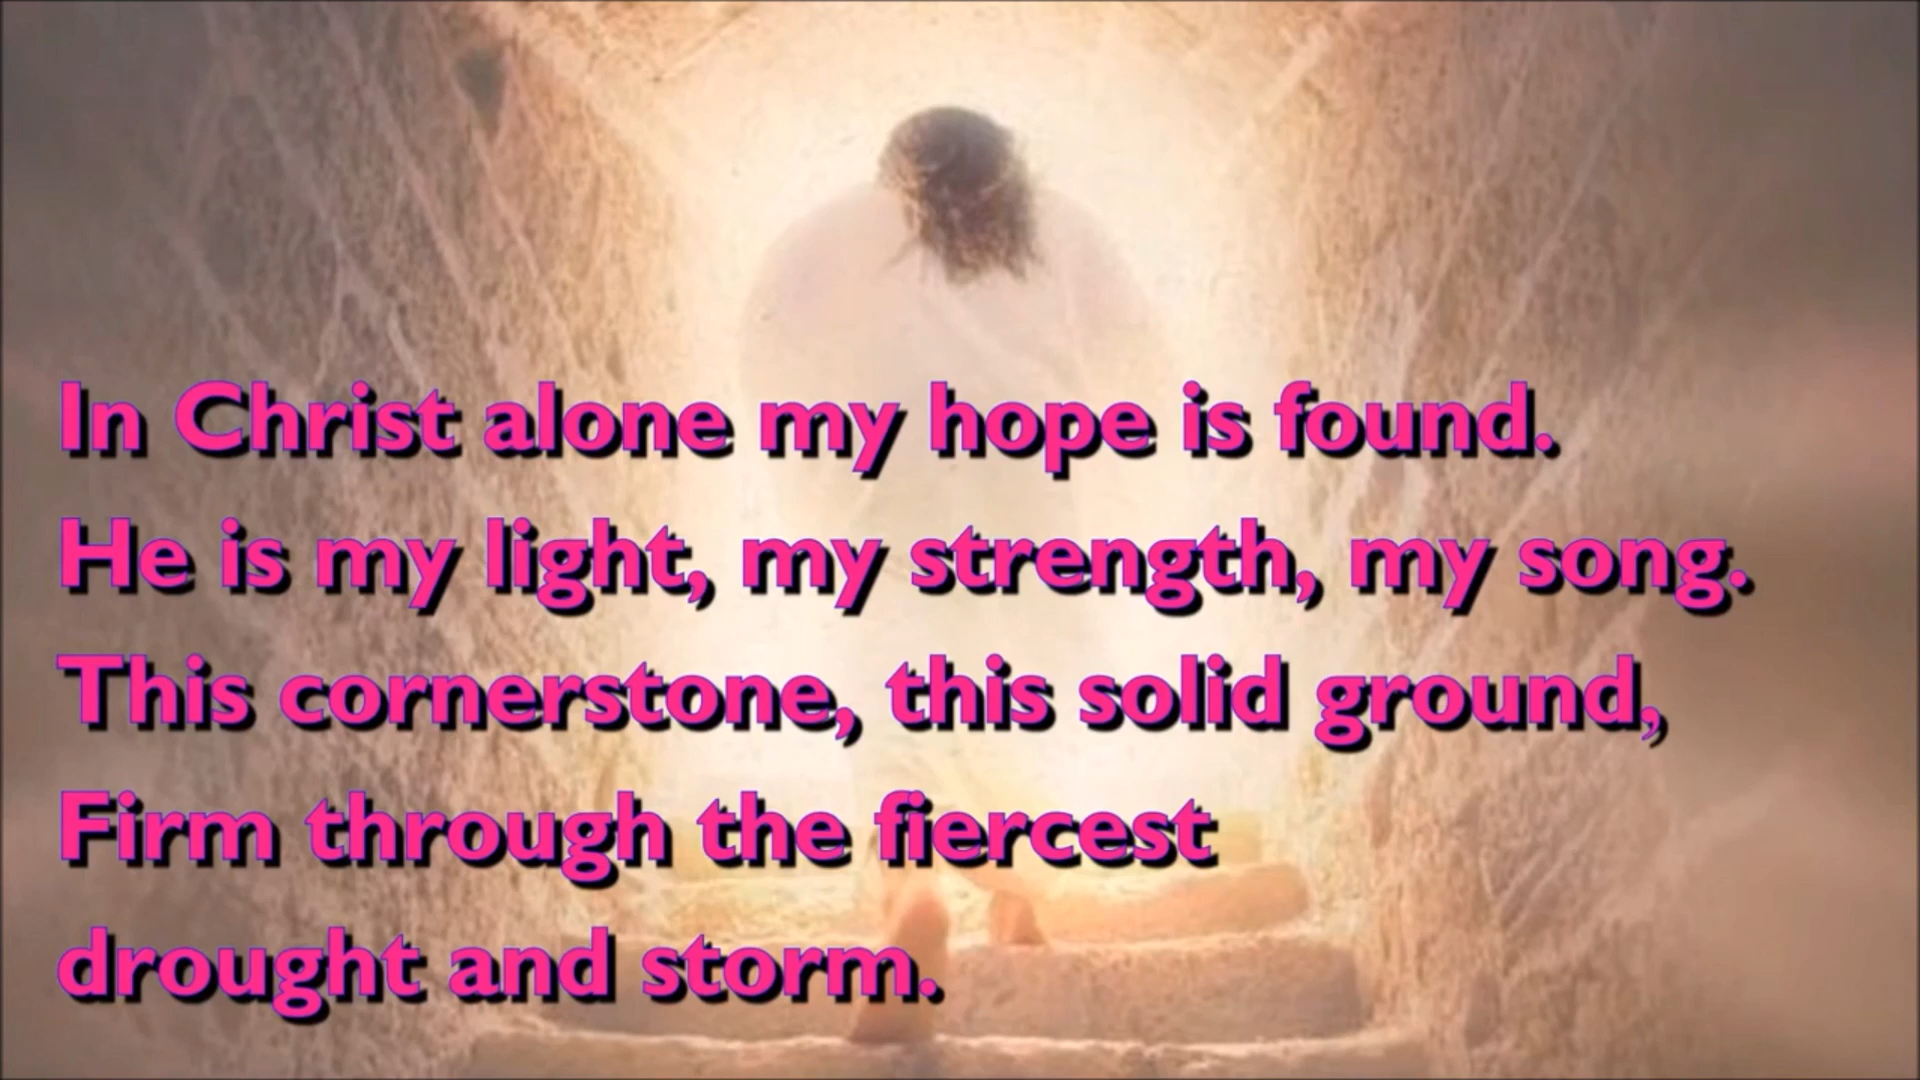 In Christ alone my hope is found.
He is my light, my strength, my song.
This cornerstone, this solid ground,
Firm through the fiercest
drought and storm.